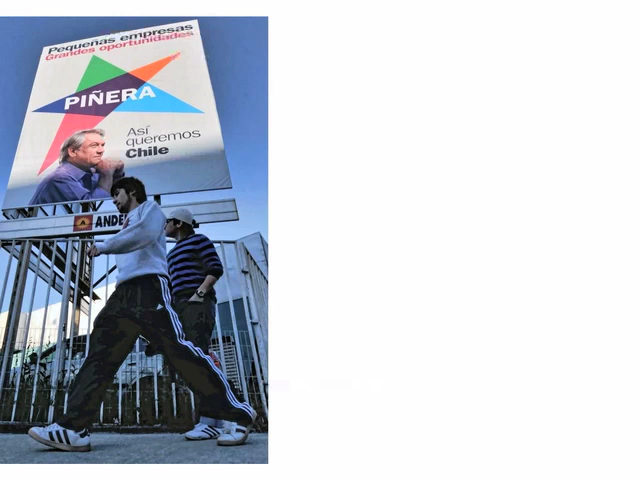 Pequeñas empresas
Grandes oportunidades
PIÑERA
Así
queremos
Chile
ANDE